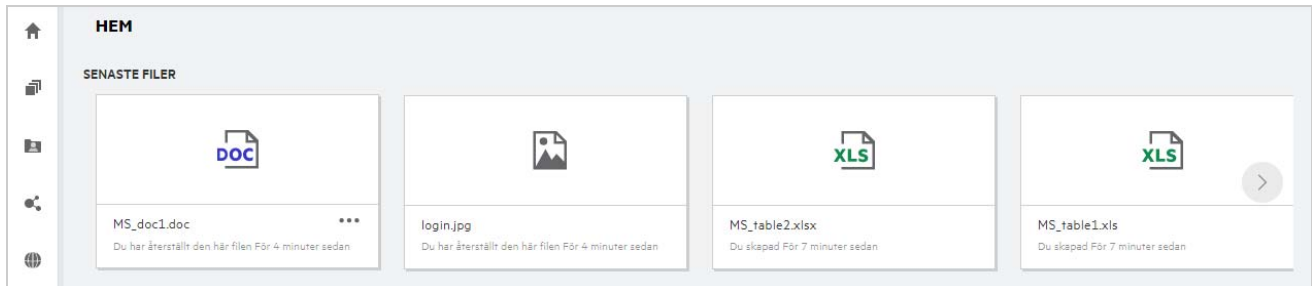 HEM
SENASTE FILER
DOC
XLS
XLS
MS_doc1.doc
Du har återställt den här filen För 4 minuter sedan
login.jpg
Du har återställt den här filen För 4 minuter sedan
MS_table2.xlsx
Du skapad För 7 minuter sedan
MS_table1.xls
Du skapad För 7 minuter sedan